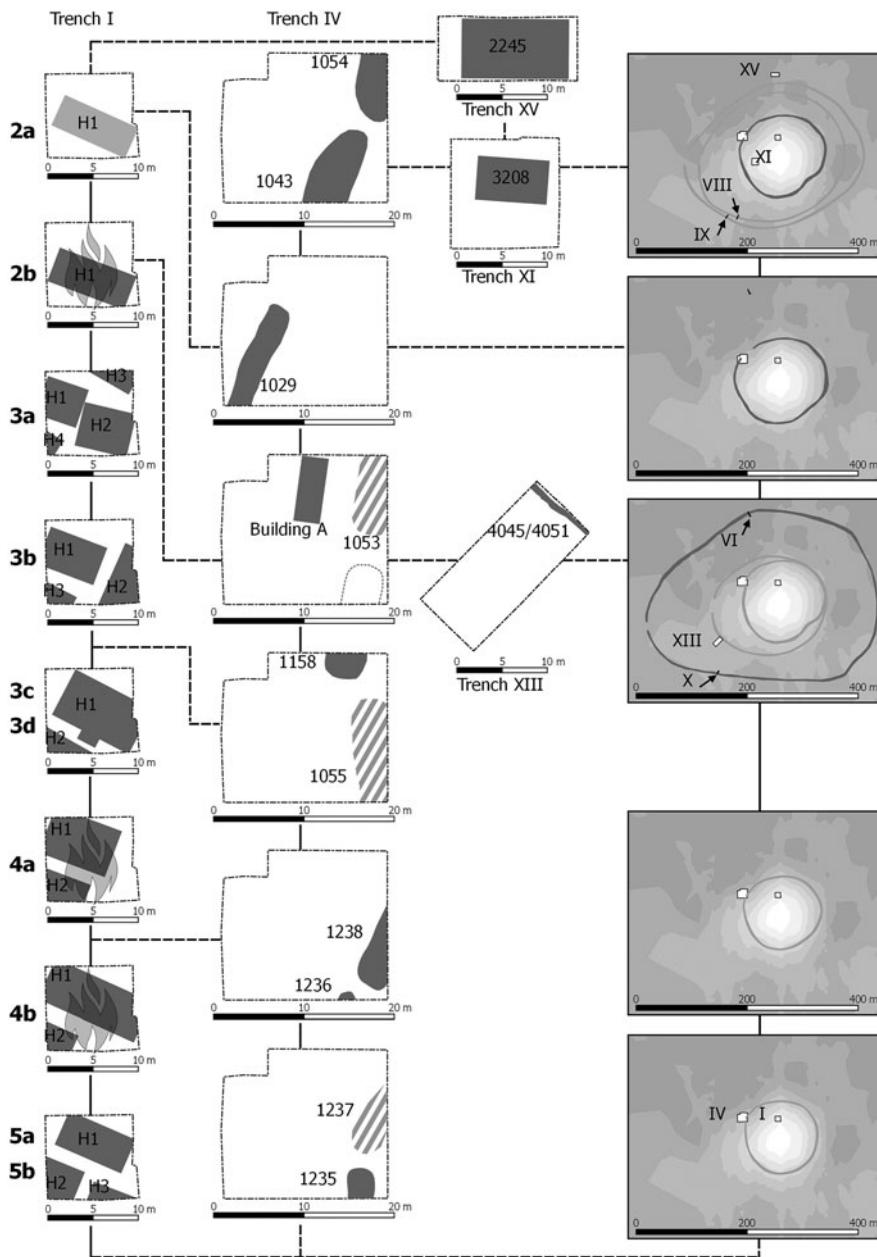 Trench I
Trench IV
2a
H1
0 5 10 m
1054
1043
0 10 20 m
2245
0 5 10 m
Trench XV
3208
0 5 10 m
Trench XI
XV
XI
VIII
IX
0 200 400 m
2b
H1
0 5 10 m
1029
0 10 20 m
0 200 400 m
3a
H3
H1
H2
H4
0 5 10 m
3b
H1
H3
H2
0 5 10 m
Building A
1053
0 10 20 m
4045/4051
0 5 10 m
Trench XIII
VI
XIII
X
0 200 400 m
3c
3d
H1
H2
0 5 10 m
1158
1055
0 10 20 m
4a
H1
H2
0 5 10 m
1238
1236
0 10 20 m
0 200 400 m
4b
H1
H2
0 5 10 m
5a
5b
H1
H2
H3
0 5 10 m
1237
1235
0 10 20 m
IV
I
0 200 400 m